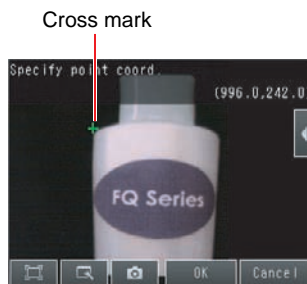 Cross mark
Specify point coord.
(996.0,242.0
FQ Series
OK
Cancel